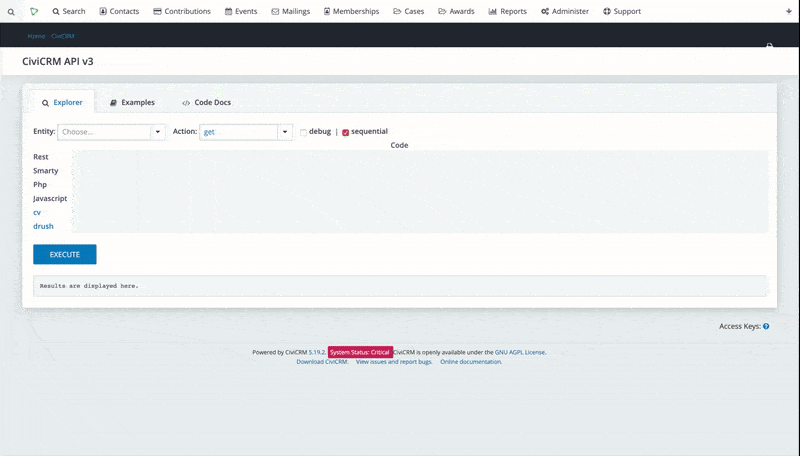 Search Contacts Contributions Events Mailings Memberships Cases Awards Reports Administer Support
Home CiviCRM
CiviCRM API v3
Explorer Examples Code Docs
Entity: Choose... Action: get debug | sequential
Code
Rest
Smarty
Php
Javascript
cv
drush
EXECUTE
Results are displayed here.
Access Keys:
Powered by CiviCRM 5.19.2. System Status: Critical CiviCRM is openly available under the GNU AGPL License.
Download CiviCRM. View issues and report bugs. Online documentation.